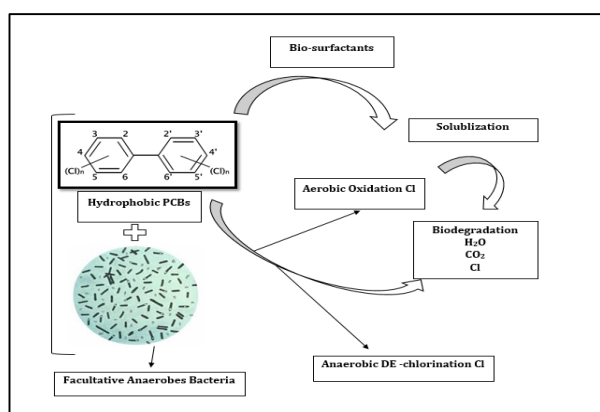 Bio-surfactants
Solublization
3 2 2' 3'
4 4'
(Cl)n (Cl)n
5 6 6' 5'
Hydrophobic PCBs
Aerobic Oxidation Cl
Biodegradation
H₂O
CO₂
Cl
Anaerobic DE -chlorination Cl
Facultative Anaerobes Bacteria